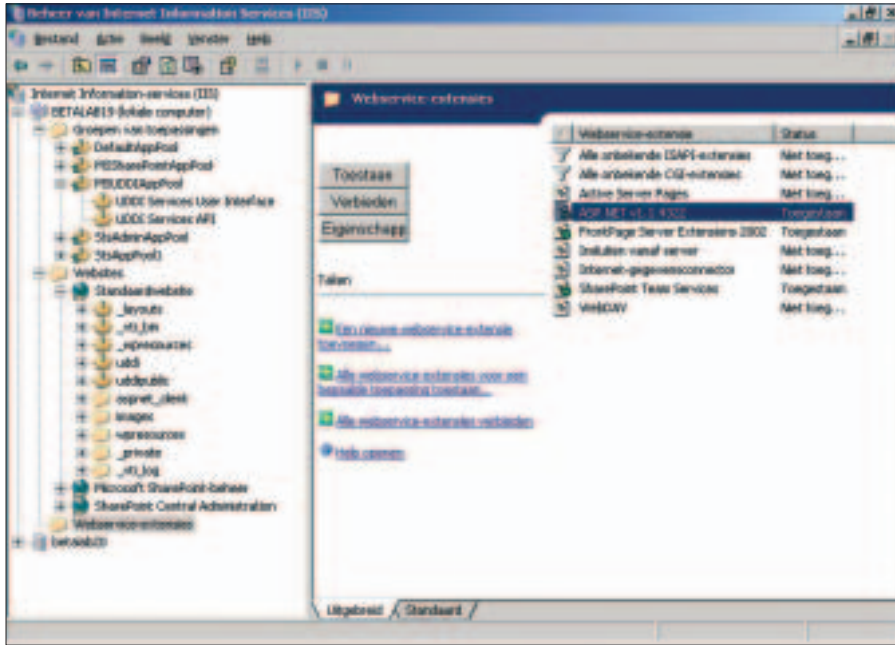 Beheer van Internet Information Services (IIS)
Bestand Actie Beeld Venster Help
Internet Information-services (IIS)
BETALAB19 (lokale computer)
Groepen van toepassingen
DefaultAppPool
MSSharePointAppPool
MSUDDIAppPool
UDDI Services User Interface
UDDI Services API
StsAdminAppPool
StsAppPool1
Websites
Standaardwebsite
_layouts
_vti_bin
_wpresources
uddi
uddipublic
aspnet_client
images
wpresources
_private
_vti_log
Microsoft SharePoint-beheer
SharePoint Central Administration
Webservice-extensies
Webservice-extensies
Toestaan
Verbieden
Eigenschapp
Taken
Een nieuwe webservice-extensie
toevoegen...
Alle webservice-extensies voor een
bepaalde toepassing toestaan...
Alle webservice-extensies verbieden
Help openen
Webservice-extensie Status
Alle onbekende ISAPI-extensies Niet toeg...
Alle onbekende CGI-extensies Niet toeg...
Active Server Pages Niet toeg...
ASP.NET v1.1.4322 Toegestaan
FrontPage Server Extensions 2002 Toegestaan
Insluiten vanaf server Niet toeg...
Internet-gegevensconnector Niet toeg...
SharePoint Team Services Toegestaan
WebDAV Niet toeg...
Uitgebreid Standaard